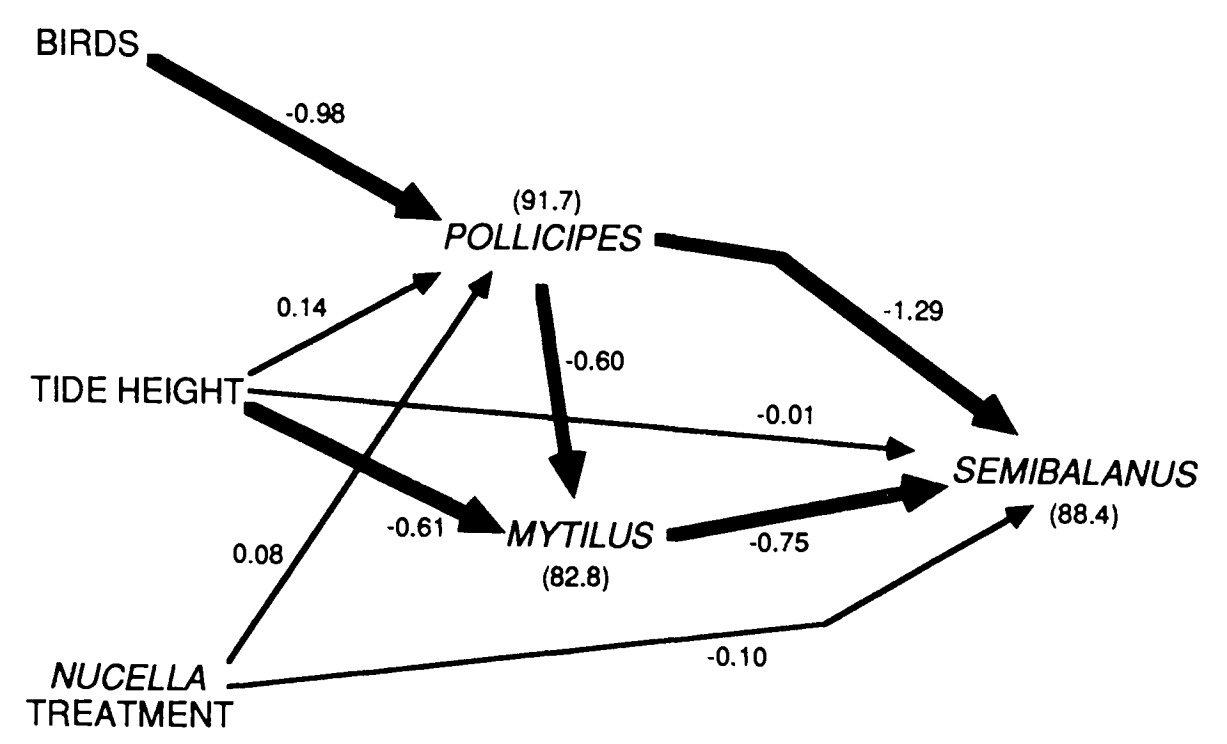 BIRDS
-0.98
(91.7)
POLLICIPES
0.14
-1.29
-0.60
TIDE HEIGHT
-0.01
SEMIBALANUS
(88.4)
-0.61
MYTILUS
-0.75
0.08
(82.8)
-0.10
NUCELLA
TREATMENT